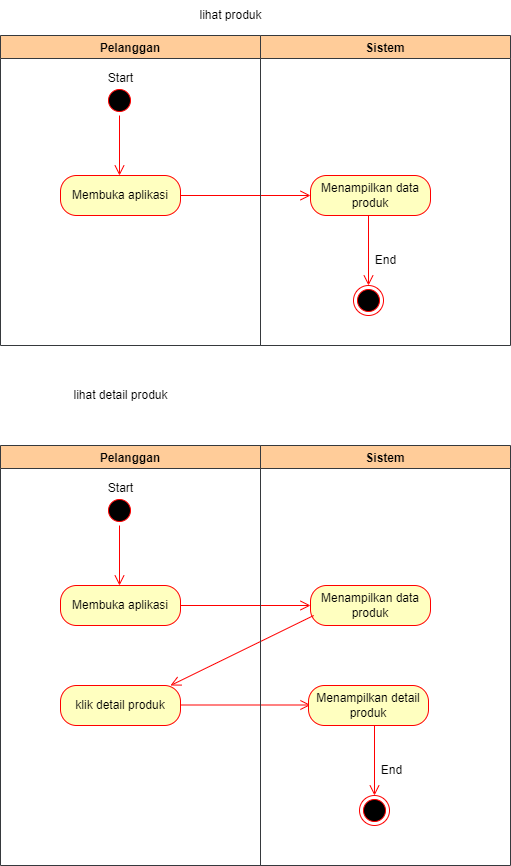 lihat produk
Pelanggan
Sistem
Start
Membuka aplikasi
Menampilkan data
produk
End
lihat detail produk
Pelanggan
Sistem
Start
Membuka aplikasi
Menampilkan data
produk
klik detail produk
Menampilkan detail
produk
End